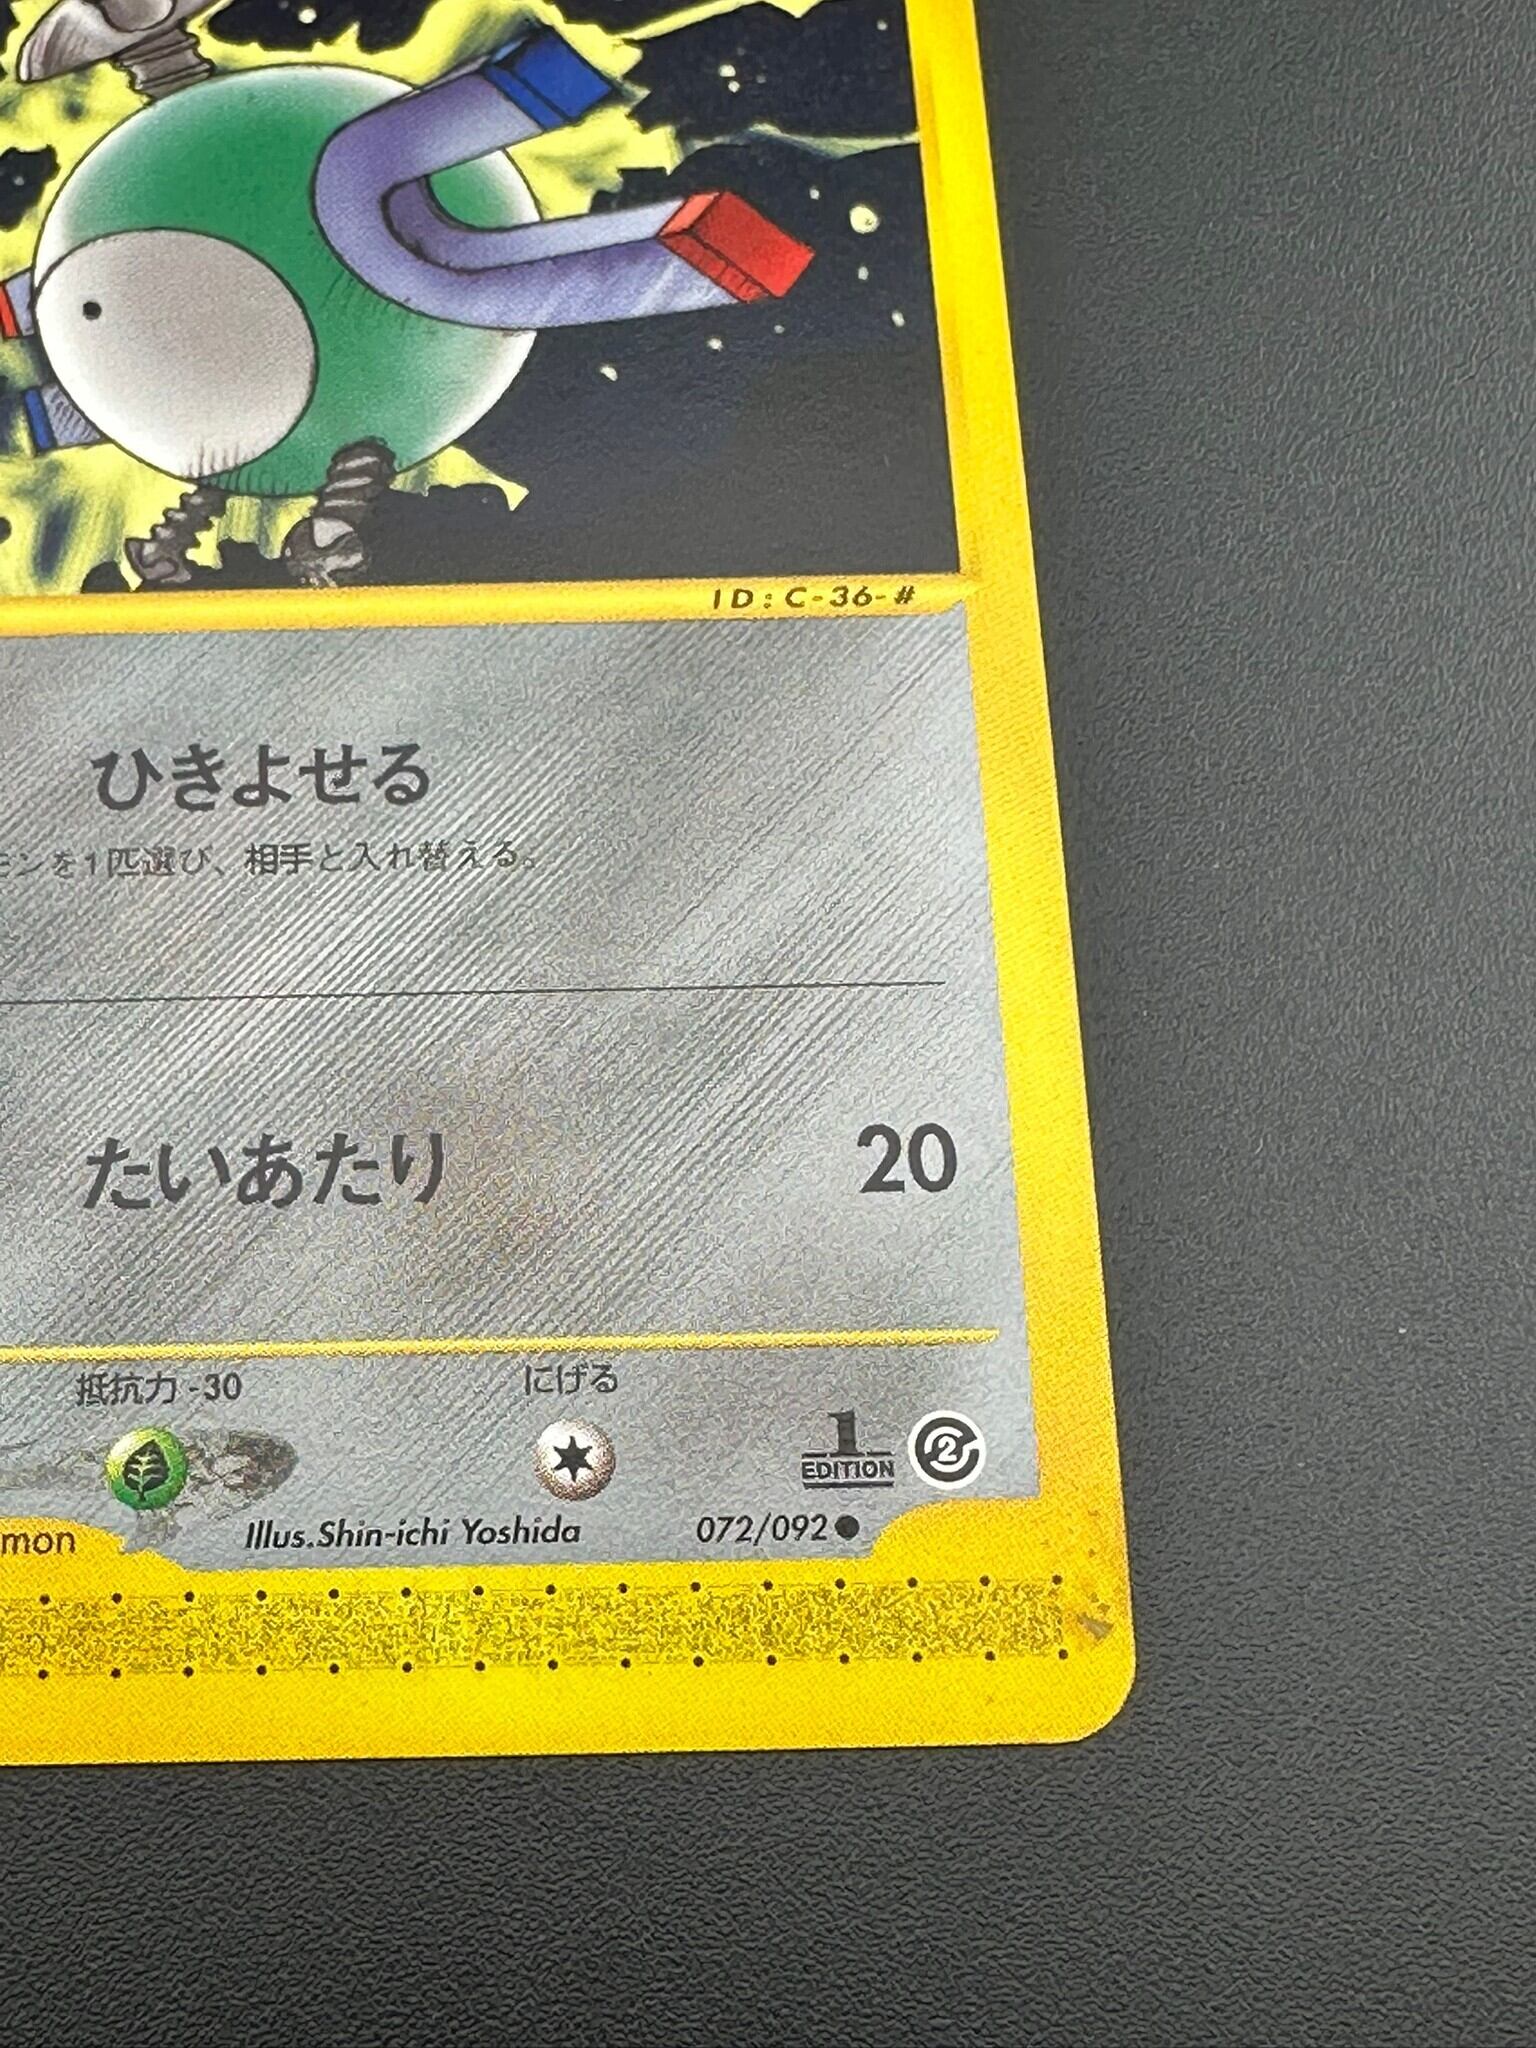 ID:C-36-#
ひきよせる
モンを1匹選び、相手と入れ替える。
たいあたり 20
抵抗力 -30 にげる
1 EDITION 2
mon Illus.Shin-ichi Yoshida 072/092●